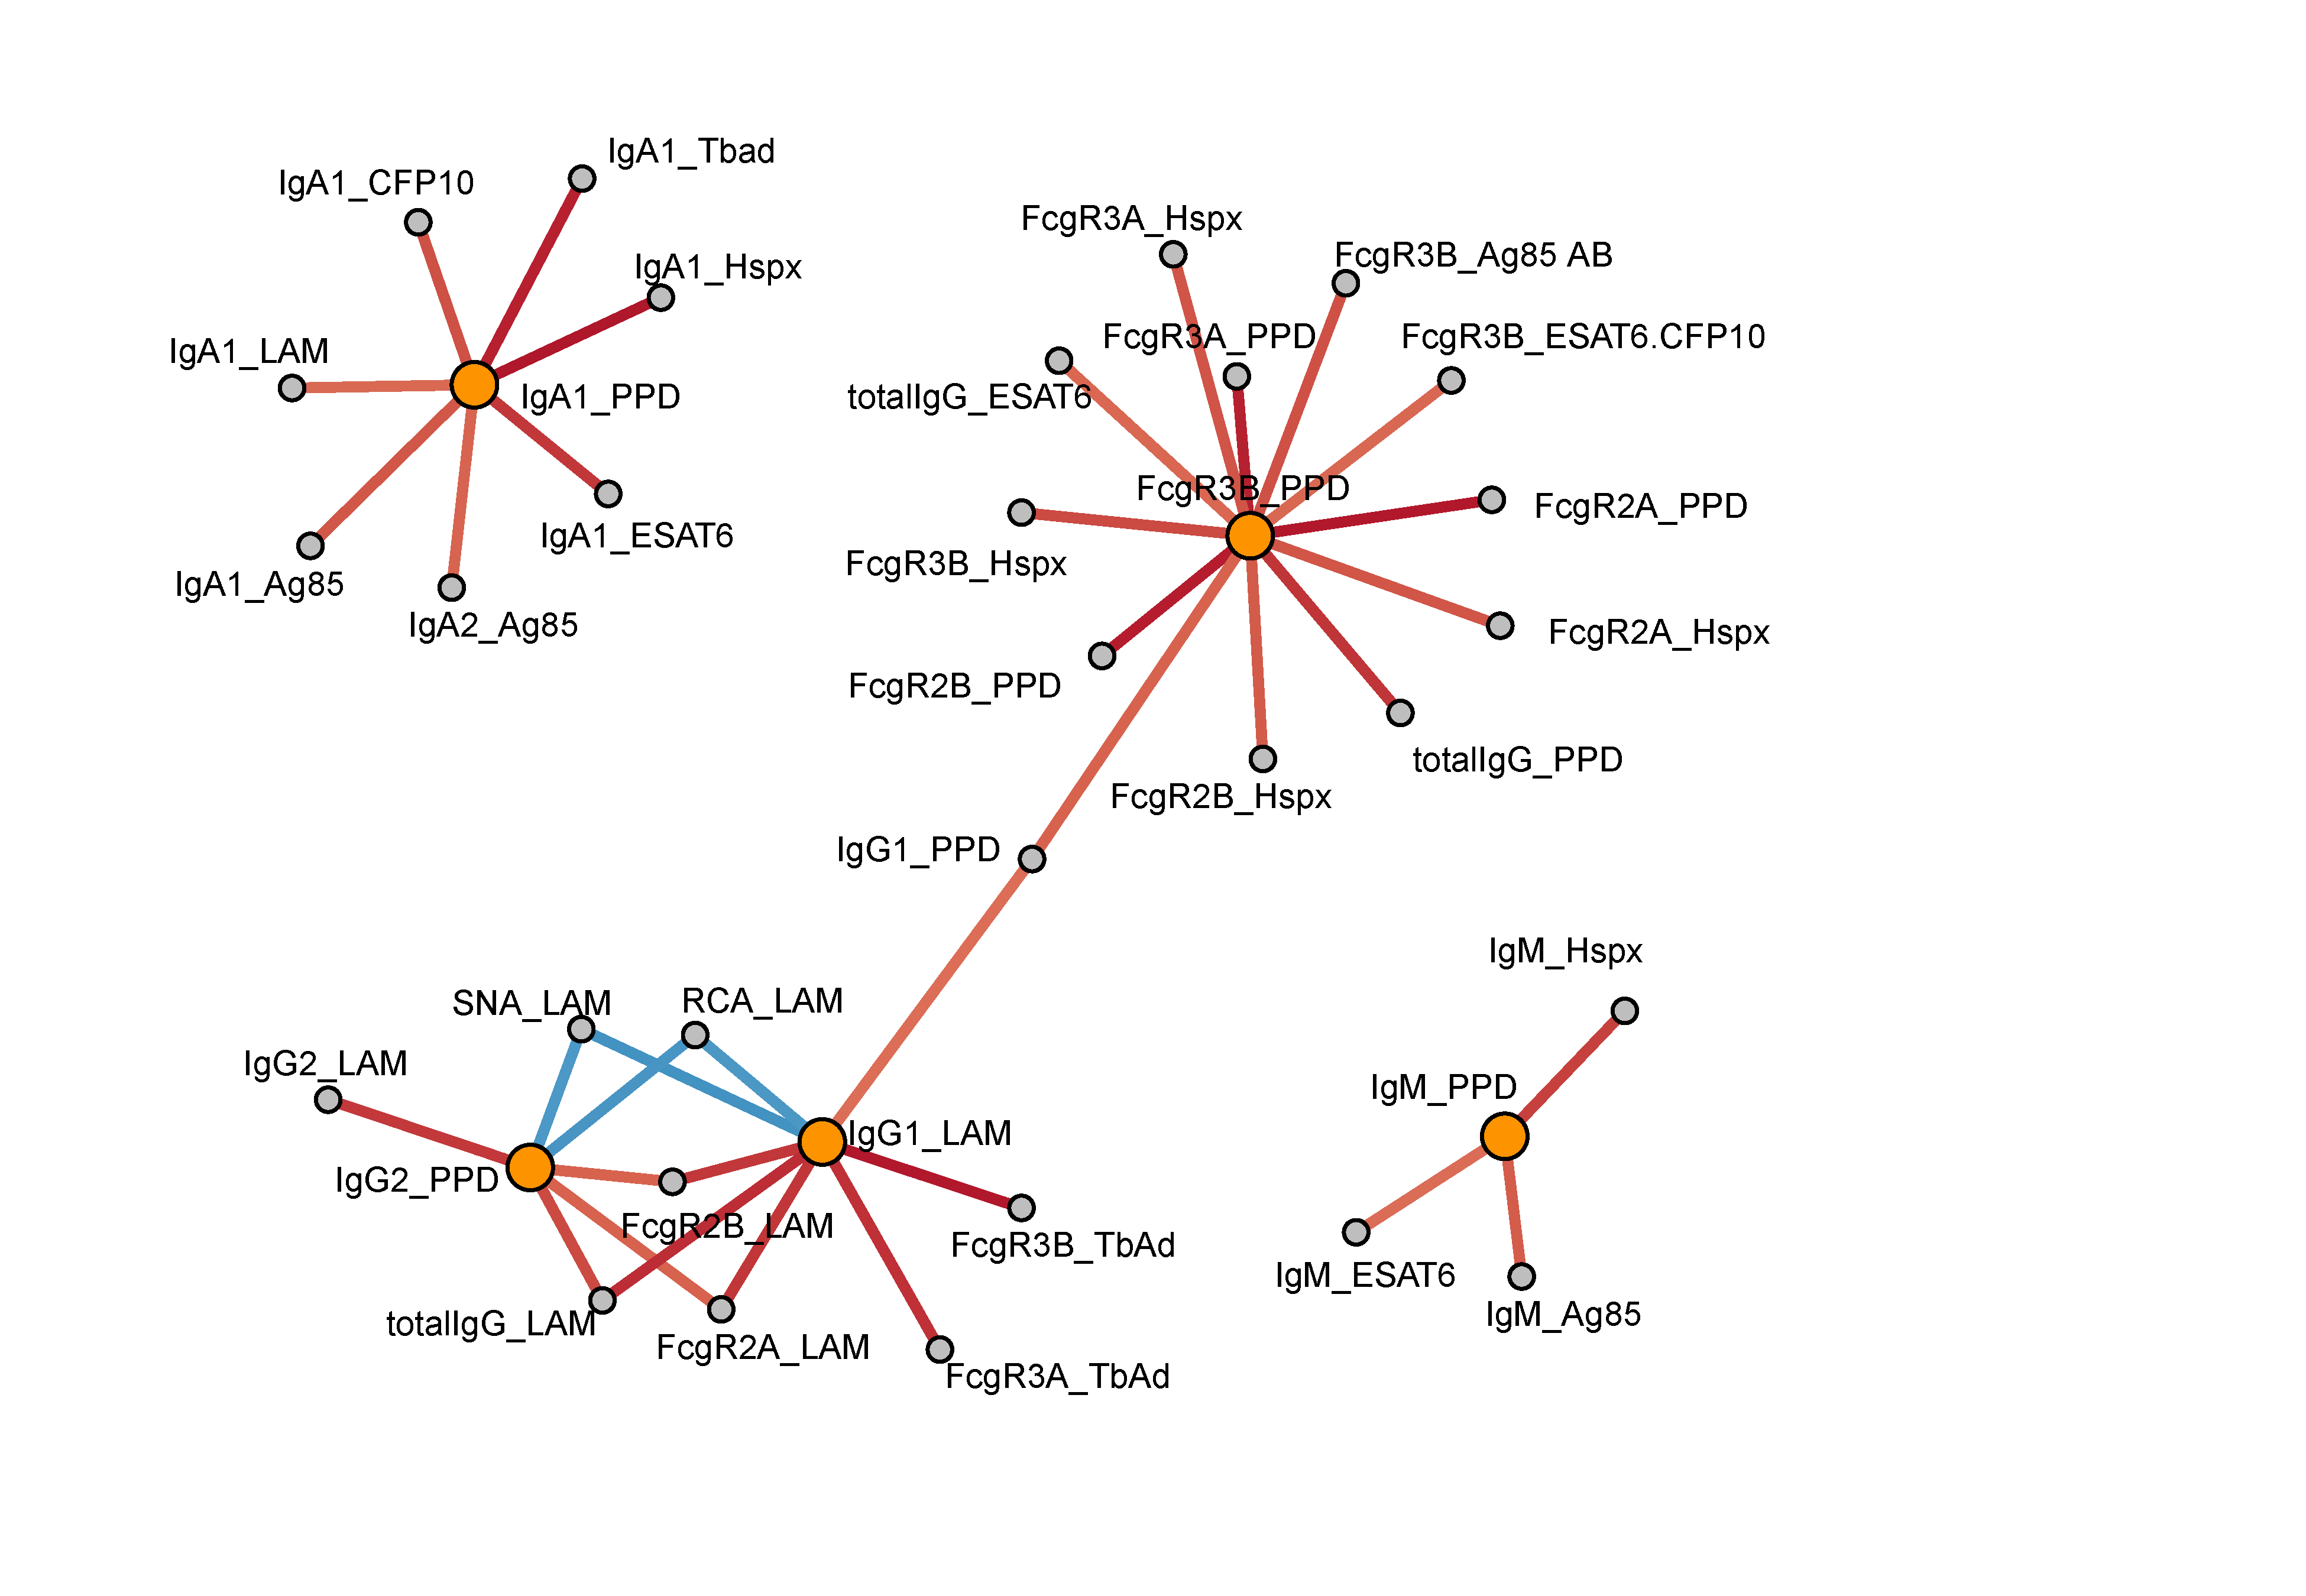 IgA1_Tbad
IgA1_CFP10
IgA1_Hspx
IgA1_LAM
IgA1_PPD
IgA1_ESAT6
IgA1_Ag85
IgA2_Ag85
FcgR3A_Hspx
FcgR3B_Ag85 AB
FcgR3A_PPD
FcgR3B_ESAT6.CFP10
totalIgG_ESAT6
FcgR3B_PPD
FcgR2A_PPD
FcgR3B_Hspx
FcgR2A_Hspx
FcgR2B_PPD
totalIgG_PPD
FcgR2B_Hspx
IgG1_PPD
SNA_LAM
RCA_LAM
IgG2_LAM
IgG1_LAM
IgG2_PPD
FcgR2B_LAM
FcgR3B_TbAd
totalIgG_LAM
FcgR2A_LAM
FcgR3A_TbAd
IgM_Hspx
IgM_PPD
IgM_ESAT6
IgM_Ag85